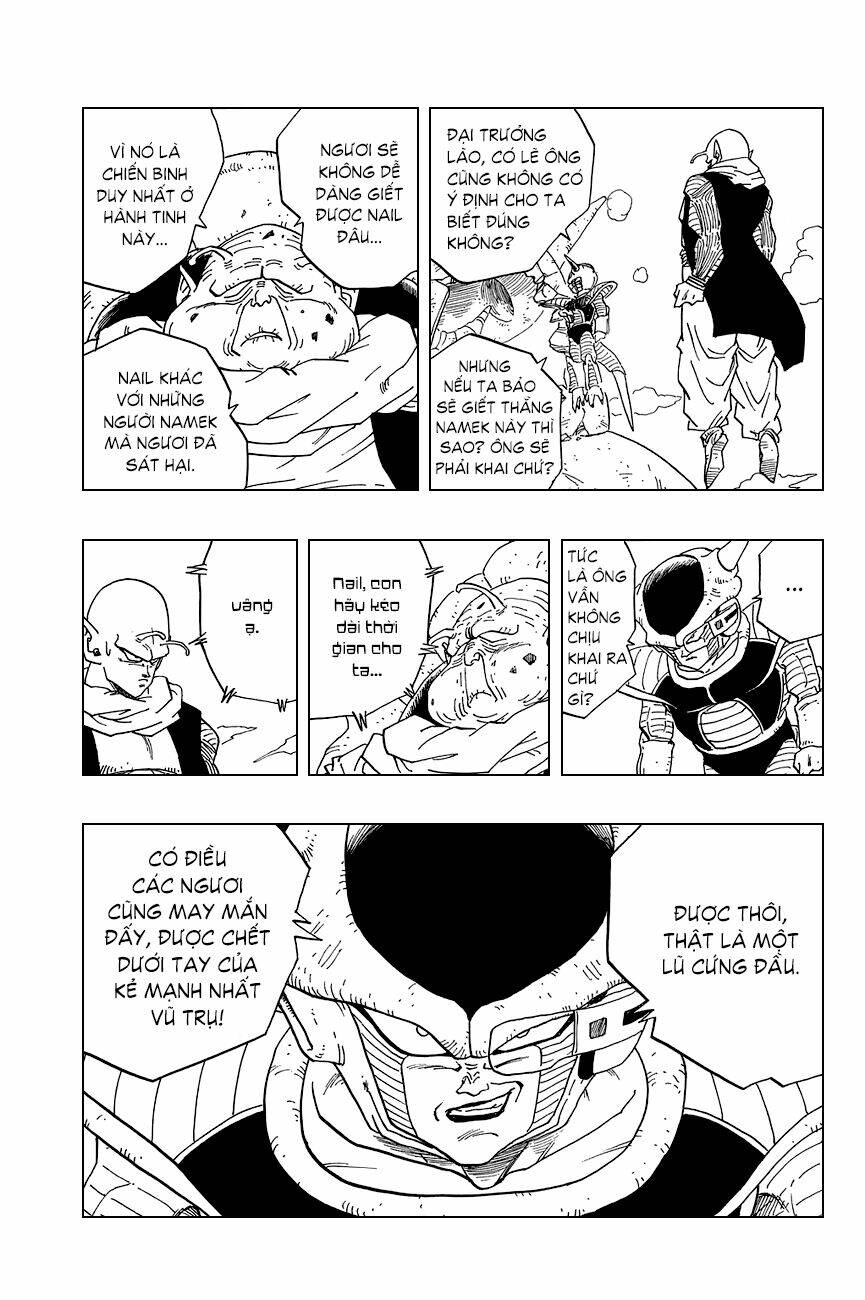 ĐẠI TRƯỞNG
LÃO, CÓ LẼ ÔNG
CŨNG KHÔNG CÓ
Ý ĐỊNH CHO TA
BIẾT ĐÚNG
KHÔNG?
NHƯNG
NẾU TA BẢO
SẼ GIẾT THẰNG
NAMEK NÀY THÌ
SAO? ÔNG SẼ
PHẢI KHAI CHỨ?
NGƯƠI SẼ
KHÔNG DỄ
DÀNG GIẾT
ĐƯỢC NAIL
ĐÂU...
VÌ NÓ LÀ
CHIẾN BINH
DUY NHẤT Ở
HÀNH TINH
NÀY...
NAIL KHÁC
VỚI NHỮNG
NGƯỜI NAMEK
MÀ NGƯƠI ĐÃ
SÁT HẠI.
...
TỨC
LÀ ÔNG
VẪN
KHÔNG
CHỊU
KHAI RA
CHỨ
GÌ?
Nail, con
hãy kéo
dài thời
gian cho
ta...
vâng
ạ.
ĐƯỢC THÔI,
THẬT LÀ MỘT
LŨ CỨNG ĐẦU.
CÓ ĐIỀU
CÁC NGƯƠI
CŨNG MAY MẮN
ĐẤY, ĐƯỢC CHẾT
DƯỚI TAY CỦA
KẺ MẠNH NHẤT
VŨ TRỤ!